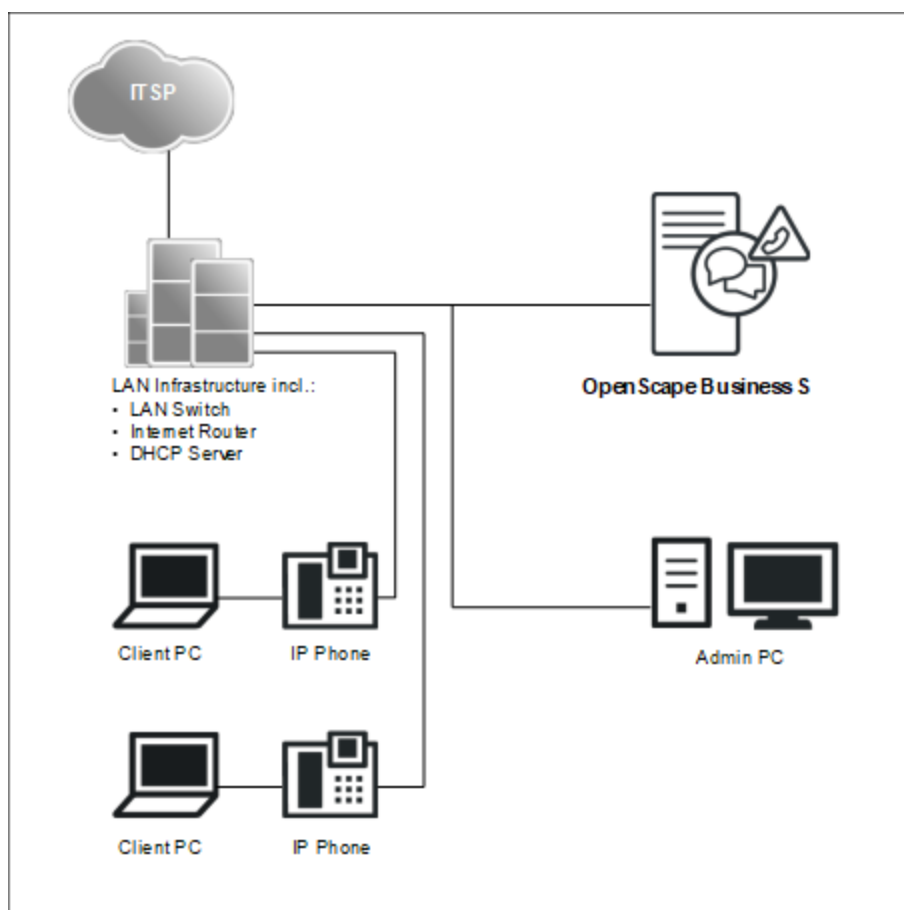 ITSP
LAN Infrastructure incl.:
• LAN Switch
• Internet Router
• DHCP Server
OpenScape Business S
Client PC
IP Phone
Admin PC
Client PC
IP Phone